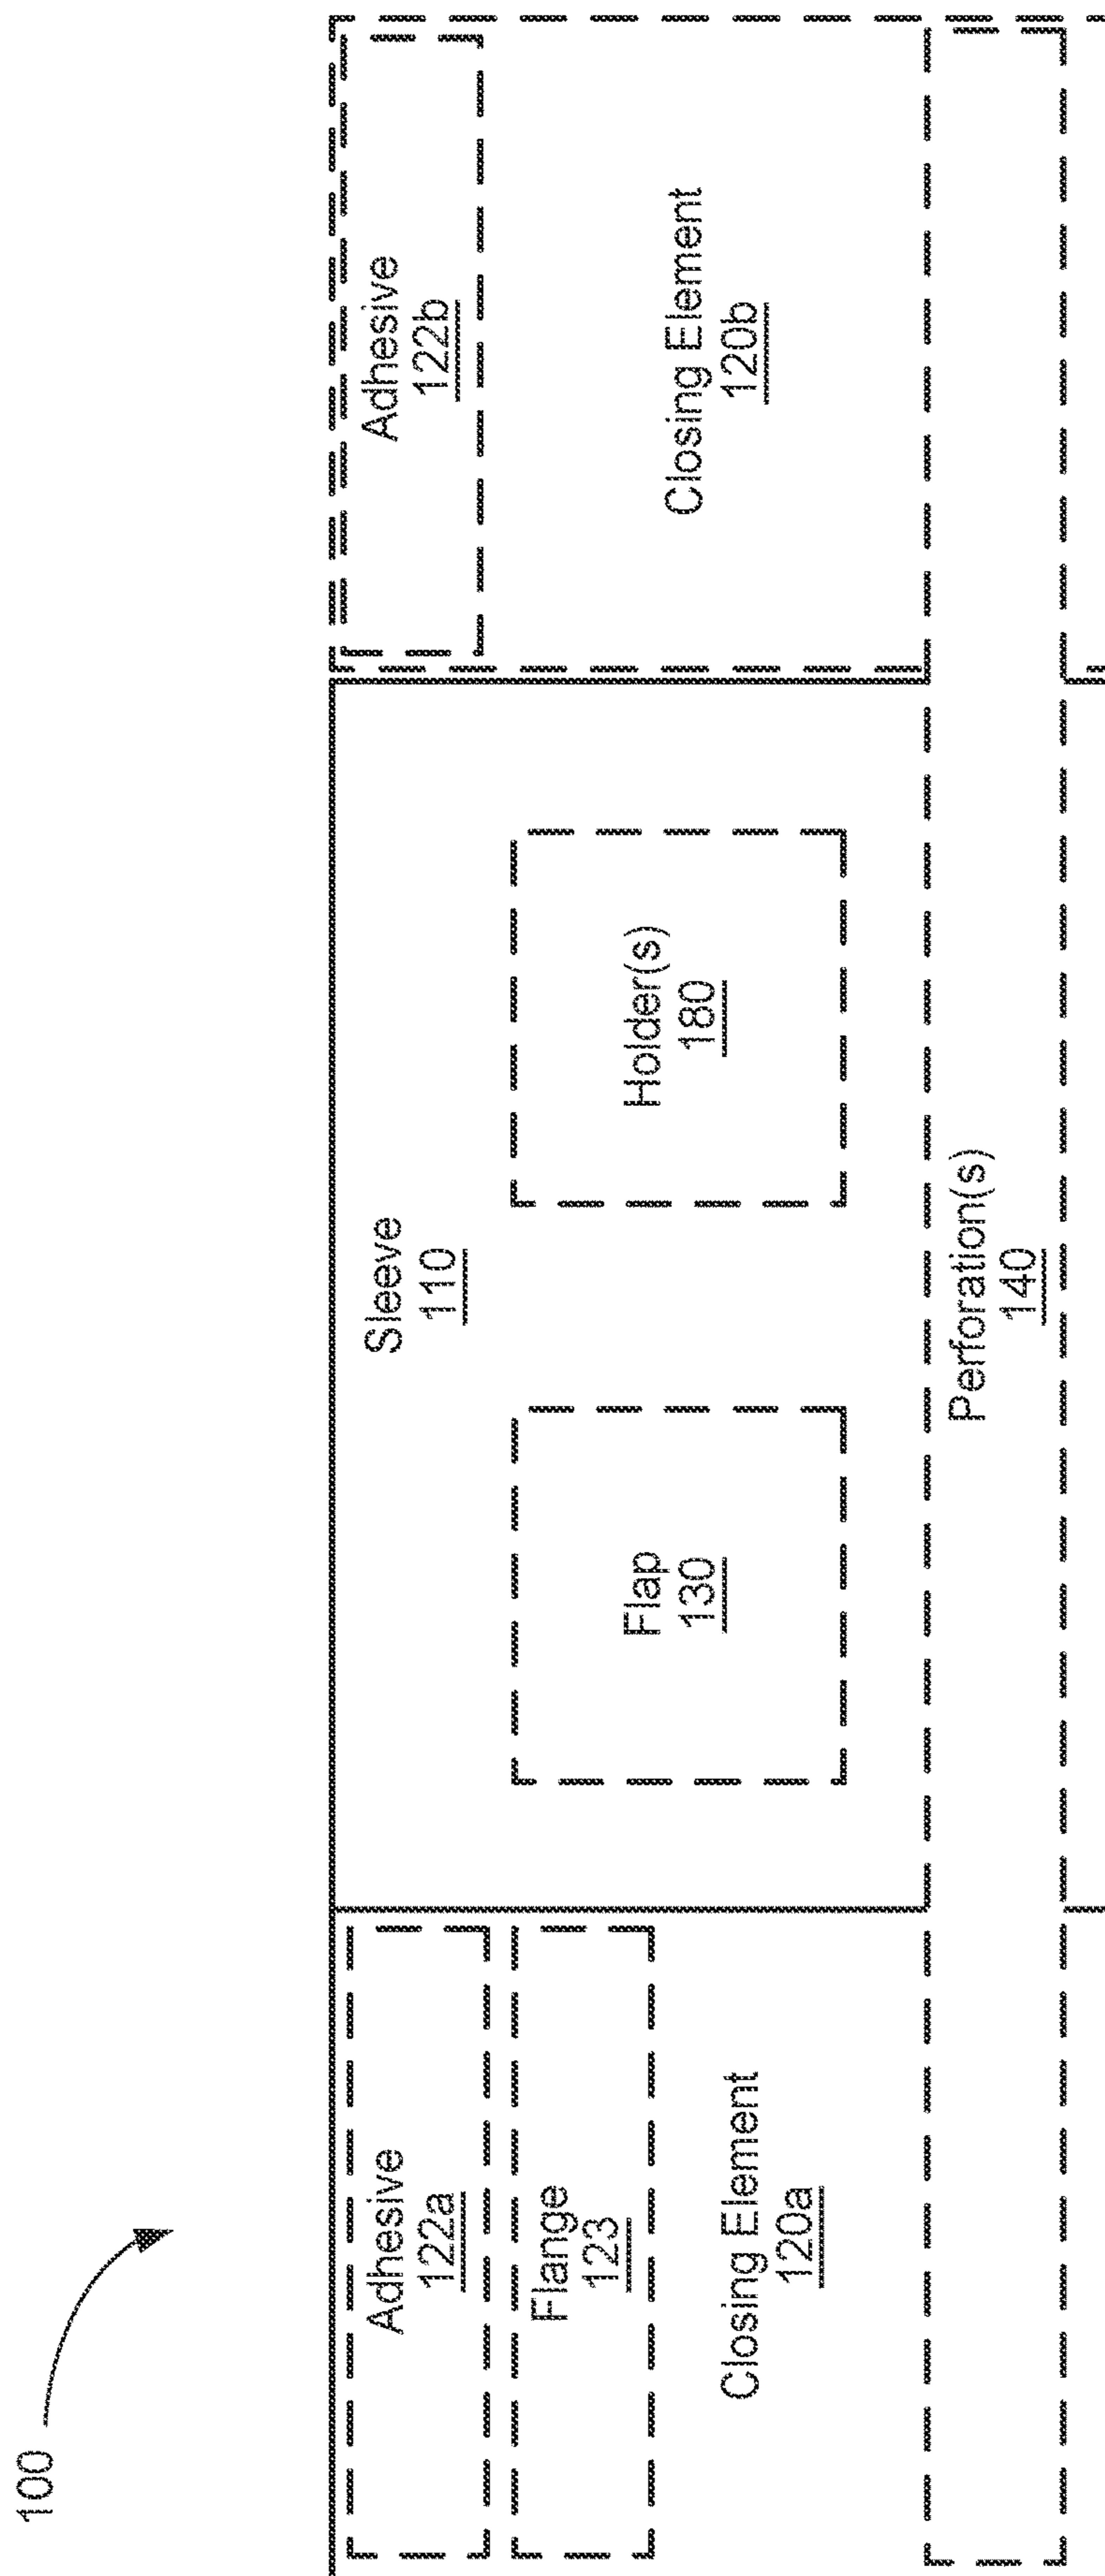 100
Adhesive
122a
Flange
123
Closing Element
120a
Sleeve
110
Flap
130
Holder(s)
180
Adhesive
122b
Closing Element
120b
Perforation(s)
140